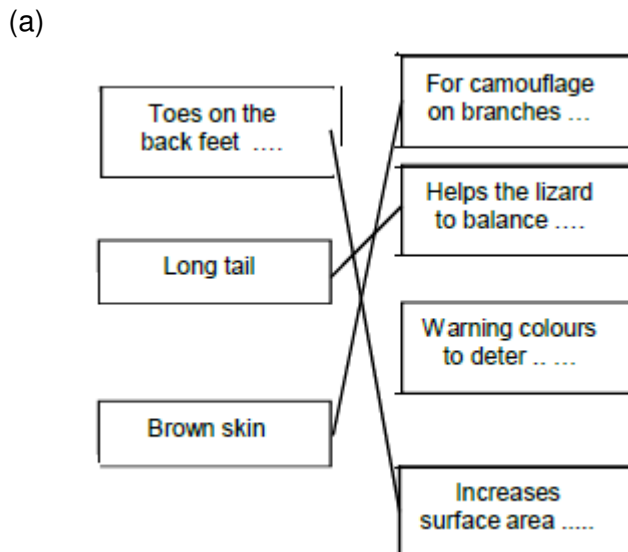 (a)
Toes on the
back feet ....
Long tail
Brown skin
For camouflage
on branches ...
Helps the lizard
to balance ....
Warning colours
to deter .. ...
Increases
surface area .....